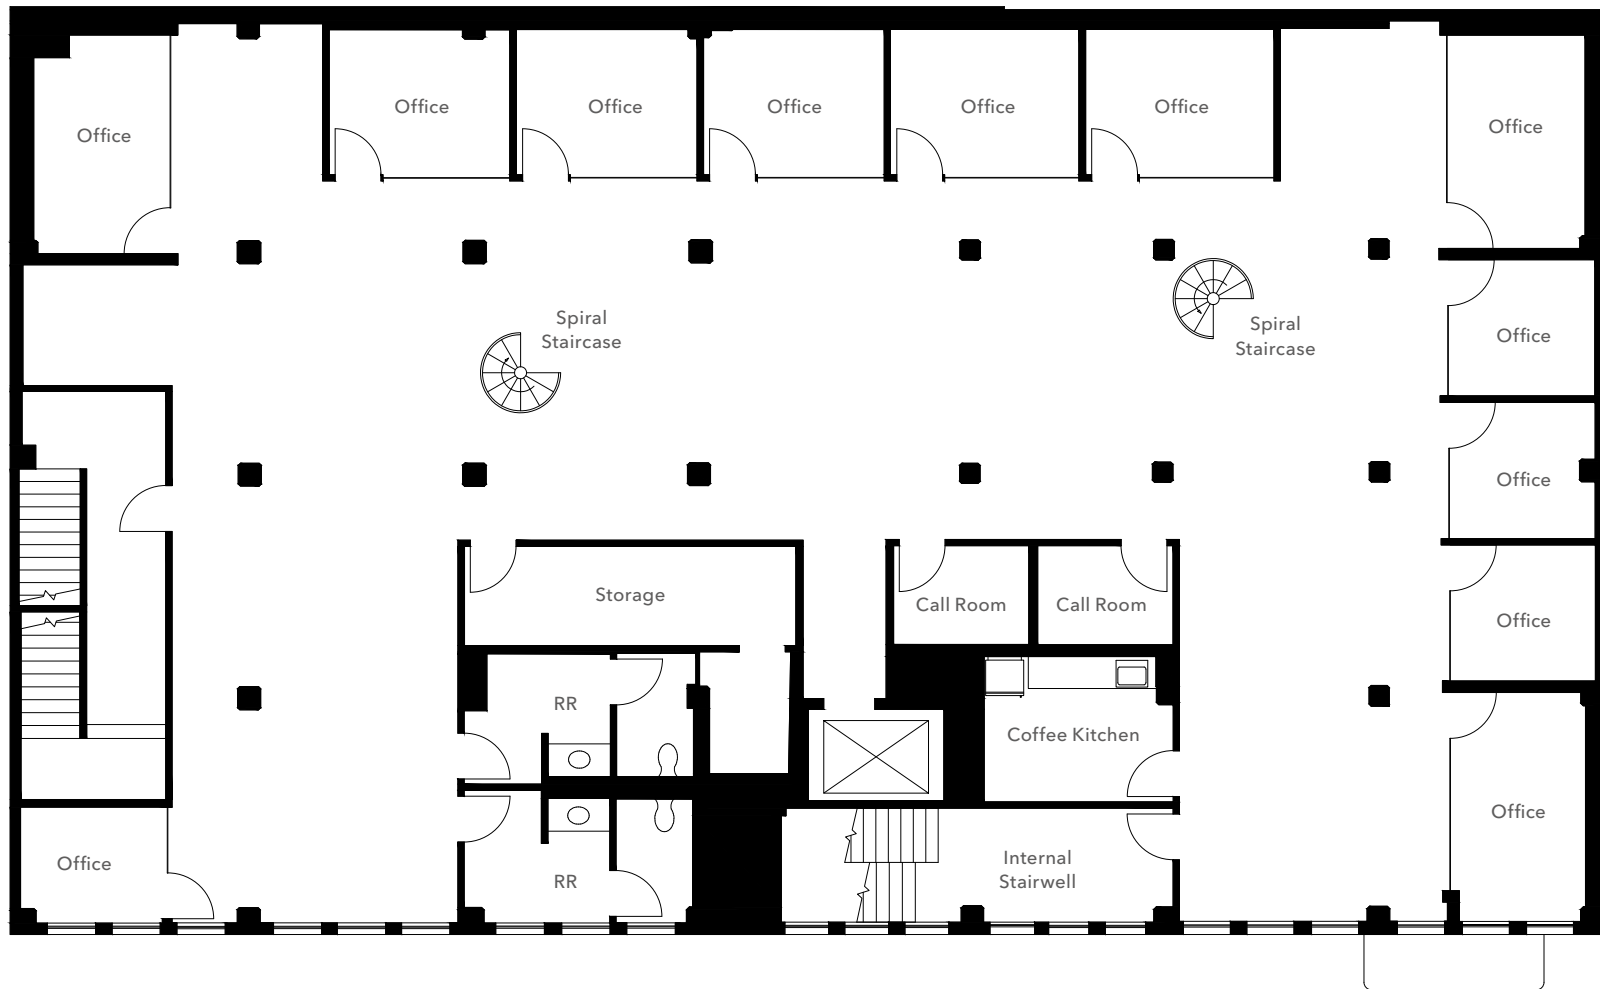 Office
Office
Office
Office
Office
Office
Office
Spiral
Staircase
Spiral
Staircase
Office
Office
Storage
Call Room
Call Room
Office
RR
Coffee Kitchen
Office
Office
Internal
Stairwell
RR